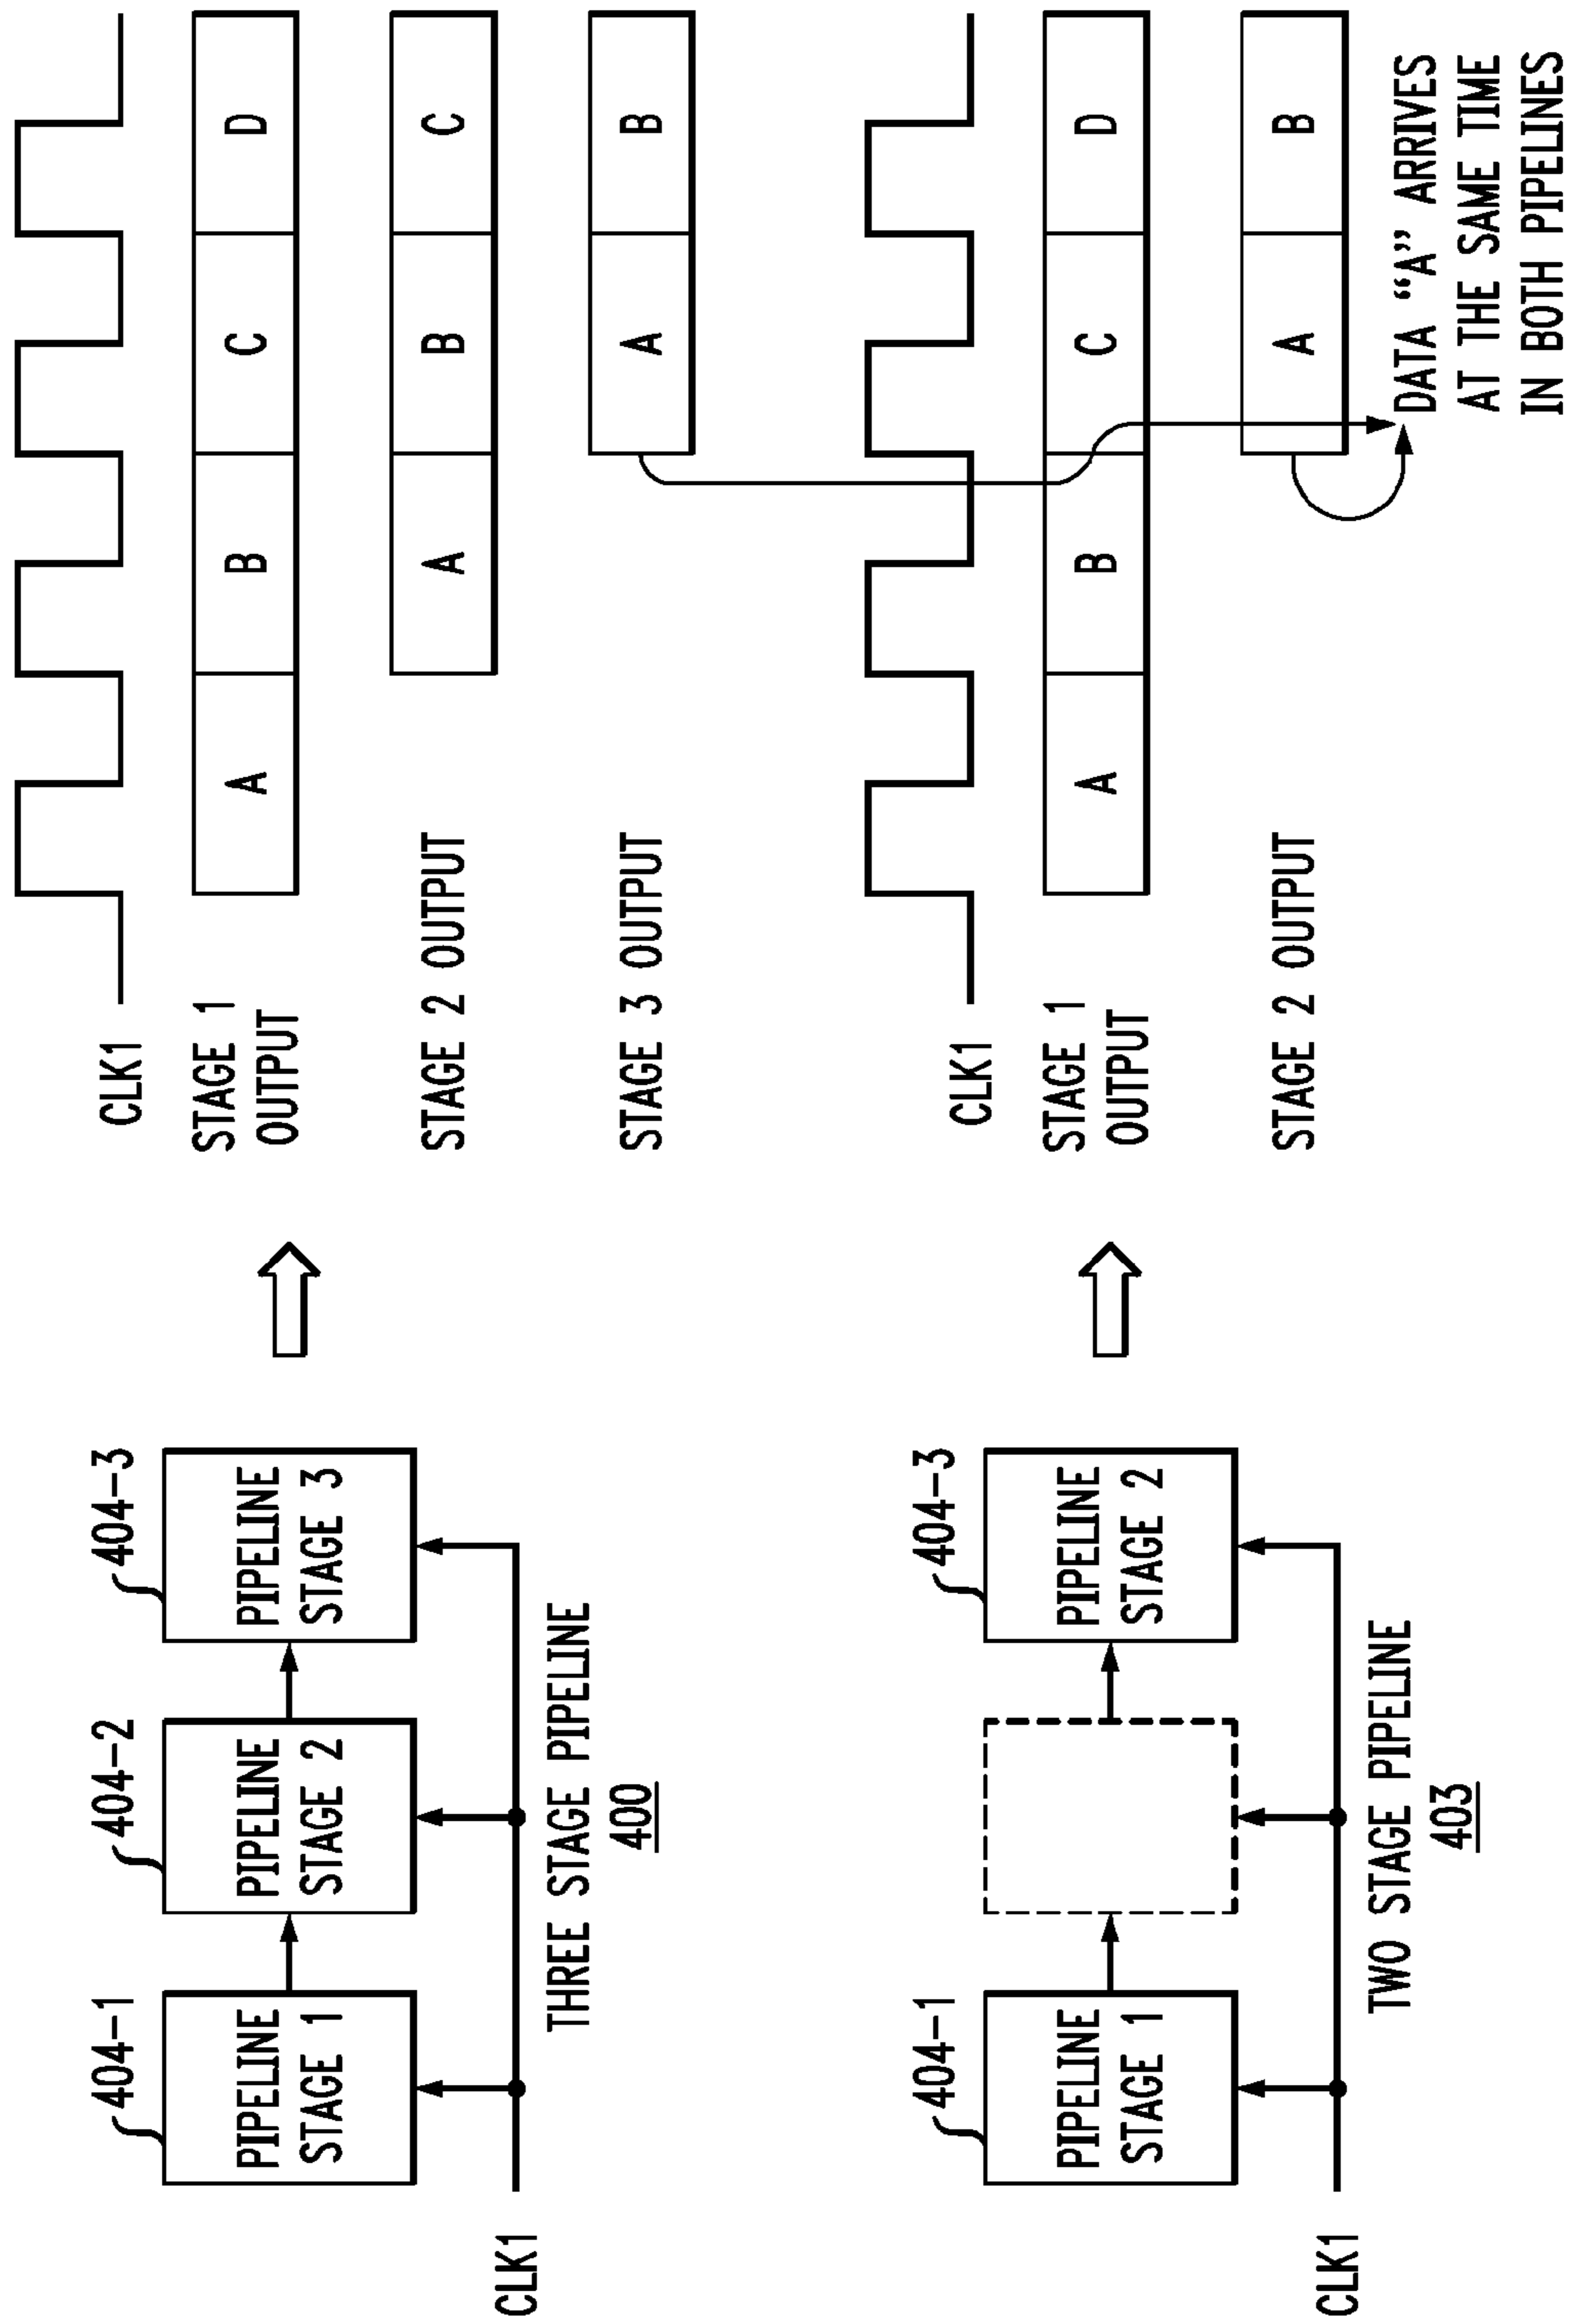 404-1
404-2
404-3
PIPELINE
STAGE 1
PIPELINE
STAGE 2
PIPELINE
STAGE 3
CLK1
THREE STAGE PIPELINE
400
CLK1
STAGE 1
OUTPUT
A
B
C
D
STAGE 2 OUTPUT
A
B
C
STAGE 3 OUTPUT
A
B
404-1
404-3
PIPELINE
STAGE 1
PIPELINE
STAGE 2
CLK1
TWO STAGE PIPELINE
403
CLK1
STAGE 1
OUTPUT
A
B
C
D
STAGE 2 OUTPUT
A
B
DATA “A” ARRIVES
AT THE SAME TIME
IN BOTH PIPELINES